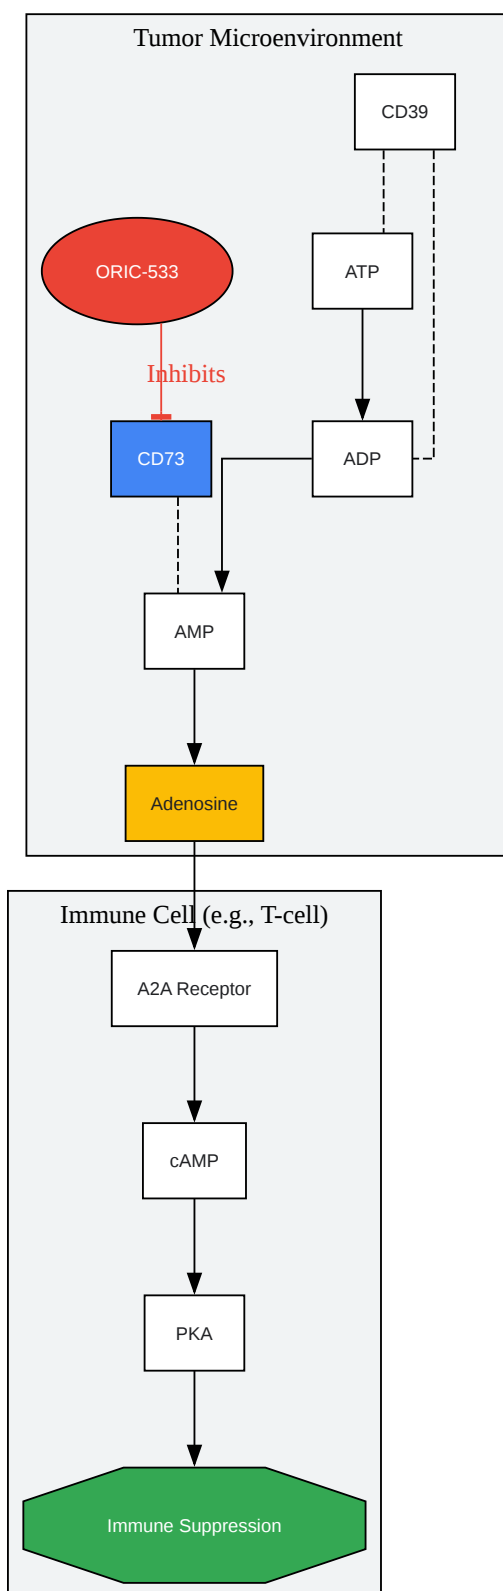 Tumor Microenvironment
CD39
ORIC-533
ATP
Inhibits
CD73
ADP
AMP
Adenosine
Immune Cell (e.g., T-cell)
A2A Receptor
cAMP
PKA
Immune Suppression